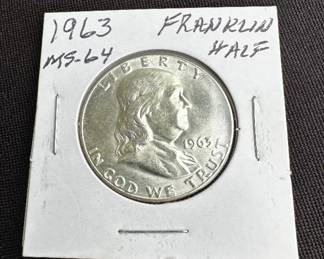 1963 FRANKLIN
MS-64 HALF
LIBERTY
1963
IN GOD WE TRUST